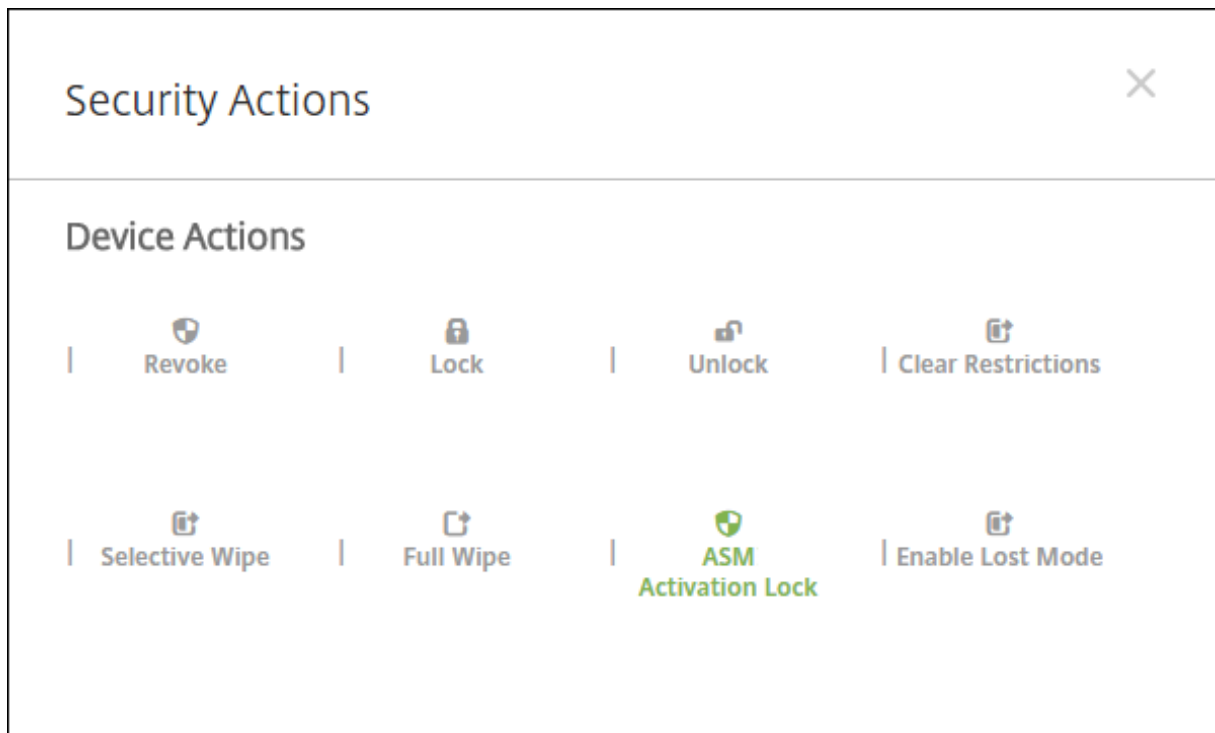 Security Actions
Device Actions
Revoke
Lock
Unlock
Clear Restrictions
Selective Wipe
Full Wipe
ASM
Activation Lock
Enable Lost Mode